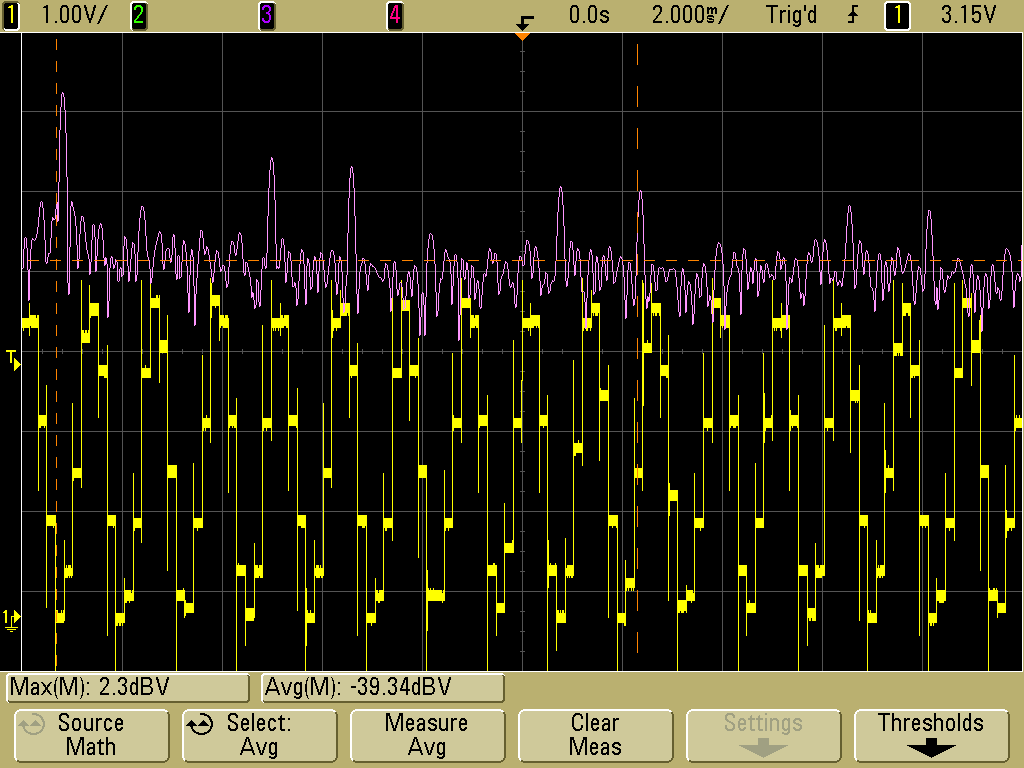 1 1.00V/ 2 3 4 0.0s 2.000ms/ Trig'd 1 3.15V
T
1
Max(M): 2.3dBV Avg(M): -39.34dBV
Source Select: Measure Clear Settings Thresholds
Math Avg Avg Meas